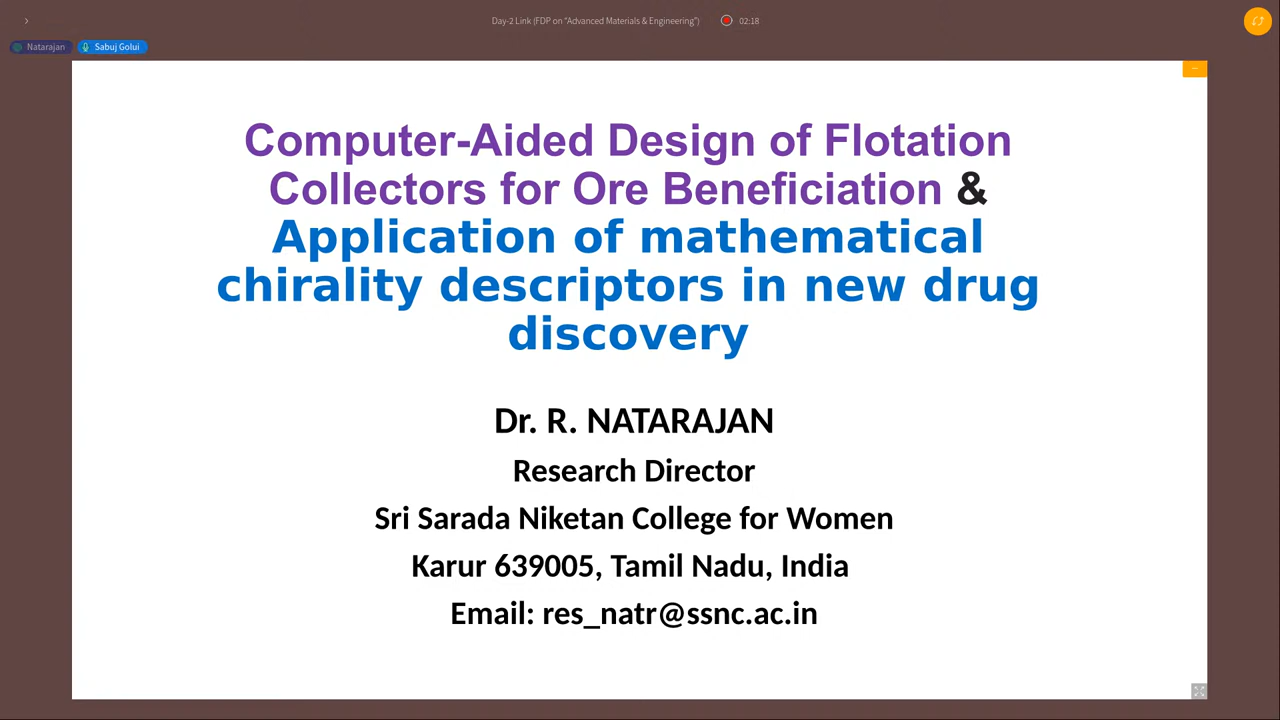 Day-2 Link (FDP on "Advanced Materials & Engineering") 02:18
Natarajan Sabuj Golui
Computer-Aided Design of Flotation
Collectors for Ore Beneficiation &
Application of mathematical
chirality descriptors in new drug
discovery
Dr. R. NATARAJAN
Research Director
Sri Sarada Niketan College for Women
Karur 639005, Tamil Nadu, India
Email: res_natr@ssnc.ac.in